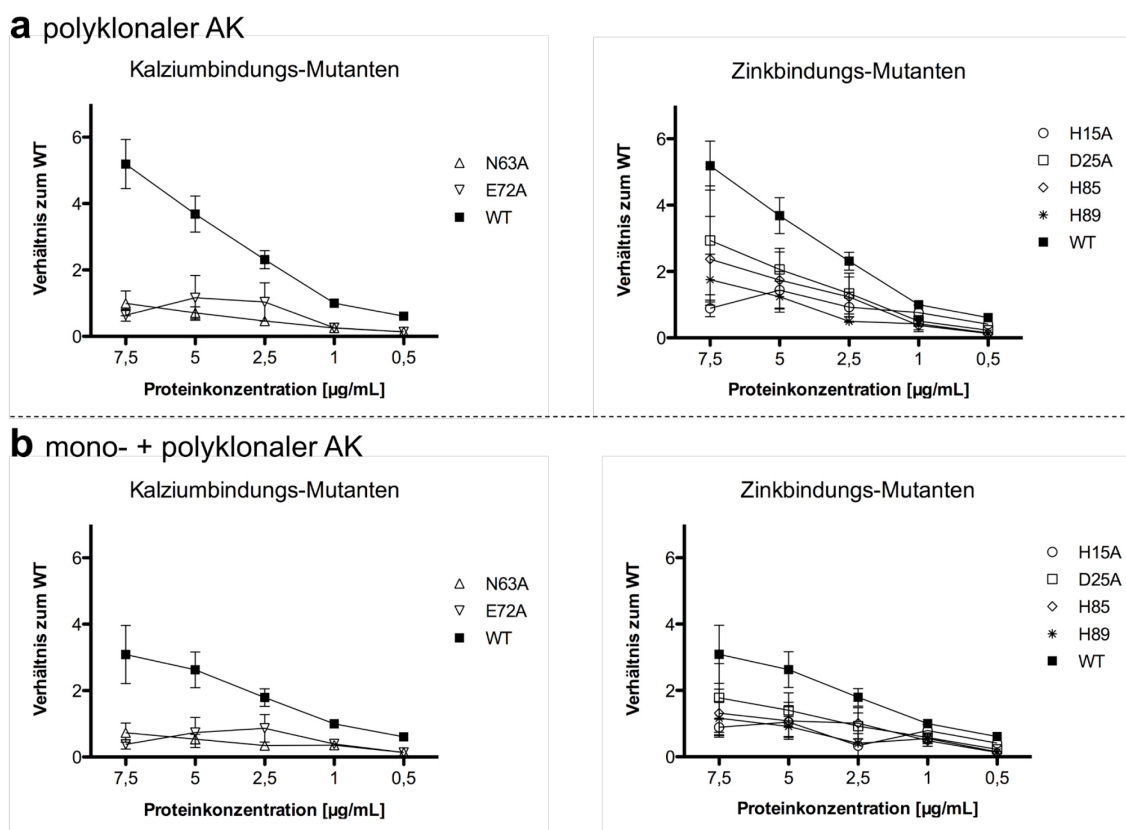 a polyklonaler AK
Kalziumbindungs-Mutanten
Verhältnis zum WT
6
4
2
0
7,5 5 2,5 1 0,5
Proteinkonzentration [µg/mL]
N63A
E72A
WT
Zinkbindungs-Mutanten
Verhältnis zum WT
6
4
2
0
7,5 5 2,5 1 0,5
Proteinkonzentration [µg/mL]
H15A
D25A
H85
H89
WT
b mono- + polyklonaler AK
Kalziumbindungs-Mutanten
Verhältnis zum WT
6
4
2
0
7,5 5 2,5 1 0,5
Proteinkonzentration [µg/mL]
N63A
E72A
WT
Zinkbindungs-Mutanten
Verhältnis zum WT
6
4
2
0
7,5 5 2,5 1 0,5
Proteinkonzentration [µg/mL]
H15A
D25A
H85
H89
WT